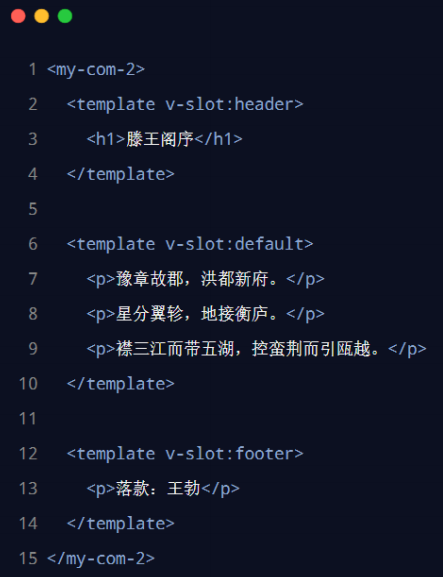 1 <my-com-2>
2 <template v-slot:header>
3 <h1>滕王阁序</h1>
4 </template>
5
6 <template v-slot:default>
7 <p>豫章故郡，洪都新府。</p>
8 <p>星分翼轸，地接衡庐。</p>
9 <p>襟三江而带五湖，控蛮荆而引瓯越。</p>
10 </template>
11
12 <template v-slot:footer>
13 <p>落款：王勃</p>
14 </template>
15 </my-com-2>